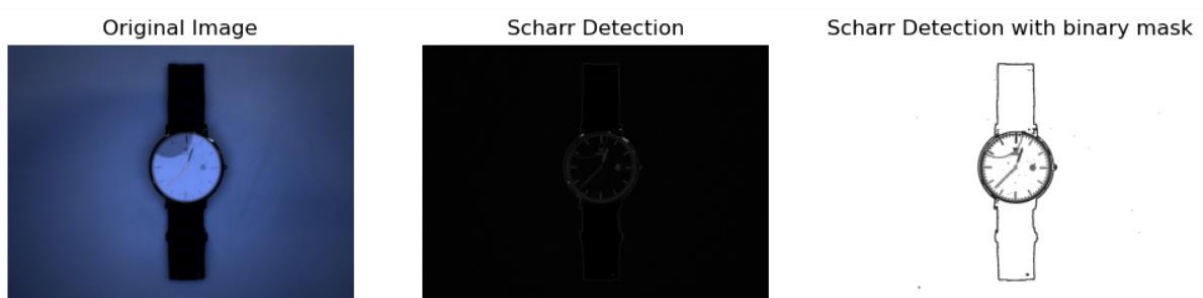 Original Image
Scharr Detection
Scharr Detection with binary mask